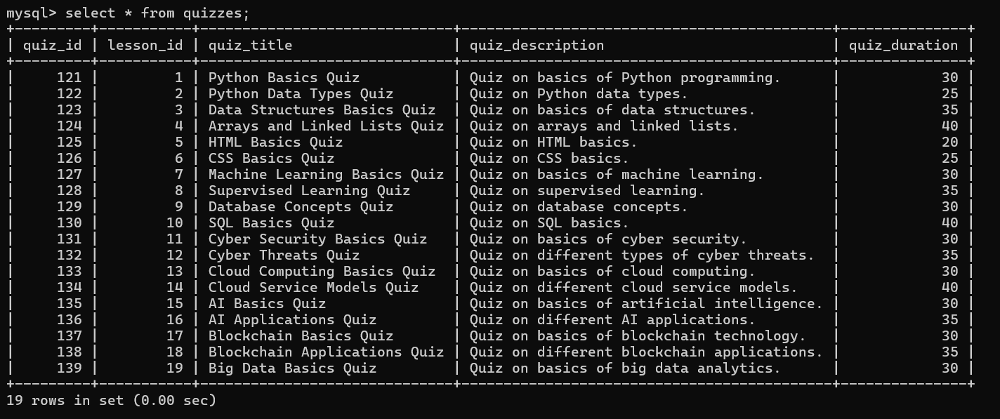 mysql> select * from quizzes;
+---------+-----------+------------------------------+--------------------------------------------+---------------+
| quiz_id | lesson_id | quiz_title                   | quiz_description                           | quiz_duration |
+---------+-----------+------------------------------+--------------------------------------------+---------------+
|     121 |         1 | Python Basics Quiz           | Quiz on basics of Python programming.      |            30 |
|     122 |         2 | Python Data Types Quiz       | Quiz on Python data types.                 |            25 |
|     123 |         3 | Data Structures Basics Quiz  | Quiz on basics of data structures.         |            35 |
|     124 |         4 | Arrays and Linked Lists Quiz | Quiz on arrays and linked lists.           |            40 |
|     125 |         5 | HTML Basics Quiz             | Quiz on HTML basics.                       |            20 |
|     126 |         6 | CSS Basics Quiz              | Quiz on CSS basics.                        |            25 |
|     127 |         7 | Machine Learning Basics Quiz | Quiz on basics of machine learning.        |            30 |
|     128 |         8 | Supervised Learning Quiz     | Quiz on supervised learning.               |            35 |
|     129 |         9 | Database Concepts Quiz       | Quiz on database concepts.                 |            30 |
|     130 |        10 | SQL Basics Quiz              | Quiz on SQL basics.                        |            40 |
|     131 |        11 | Cyber Security Basics Quiz   | Quiz on basics of cyber security.          |            30 |
|     132 |        12 | Cyber Threats Quiz           | Quiz on different types of cyber threats.  |            35 |
|     133 |        13 | Cloud Computing Basics Quiz  | Quiz on basics of cloud computing.         |            30 |
|     134 |        14 | Cloud Service Models Quiz    | Quiz on different cloud service models.    |            40 |
|     135 |        15 | AI Basics Quiz               | Quiz on basics of artificial intelligence. |            30 |
|     136 |        16 | AI Applications Quiz         | Quiz on different AI applications.         |            35 |
|     137 |        17 | Blockchain Basics Quiz       | Quiz on basics of blockchain technology.   |            30 |
|     138 |        18 | Blockchain Applications Quiz | Quiz on different blockchain applications. |            35 |
|     139 |        19 | Big Data Basics Quiz         | Quiz on basics of big data analytics.      |            30 |
+---------+-----------+------------------------------+--------------------------------------------+---------------+
19 rows in set (0.00 sec)